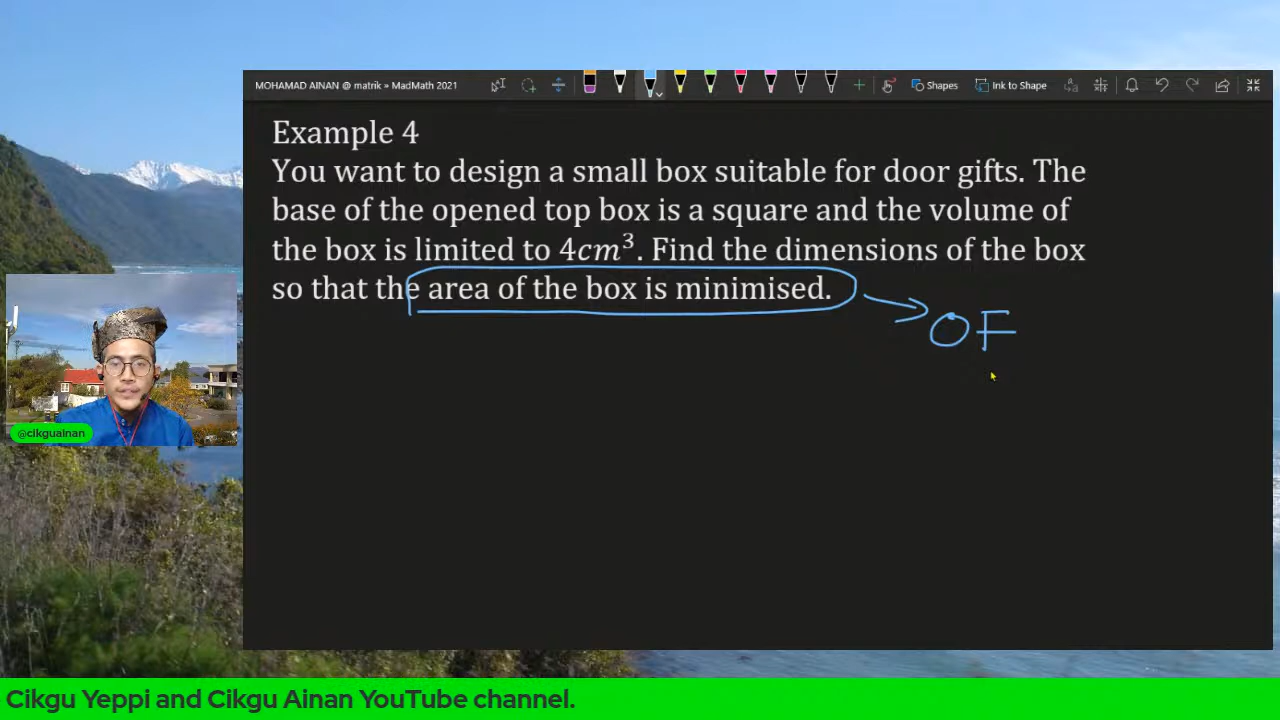 MOHAMAD AINAN @ matrik » MadMath 2021
Shapes
Ink to Shape
Example 4
You want to design a small box suitable for door gifts. The
base of the opened top box is a square and the volume of
the box is limited to 4cm³. Find the dimensions of the box
so that the area of the box is minimised.
OF
@cikguainan
Cikgu Yeppi and Cikgu Ainan YouTube channel.